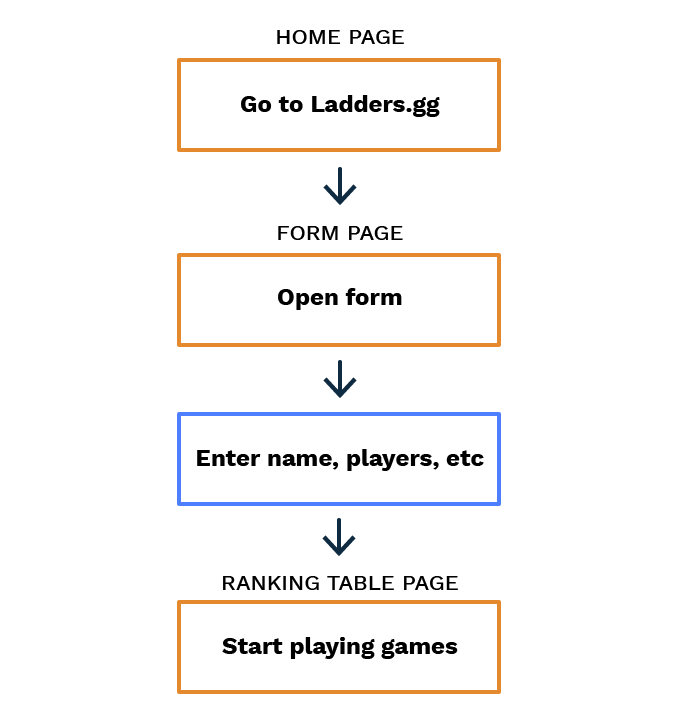 HOME PAGE
Go to Ladders.gg
FORM PAGE
Open form
Enter name, players, etc
RANKING TABLE PAGE
Start playing games